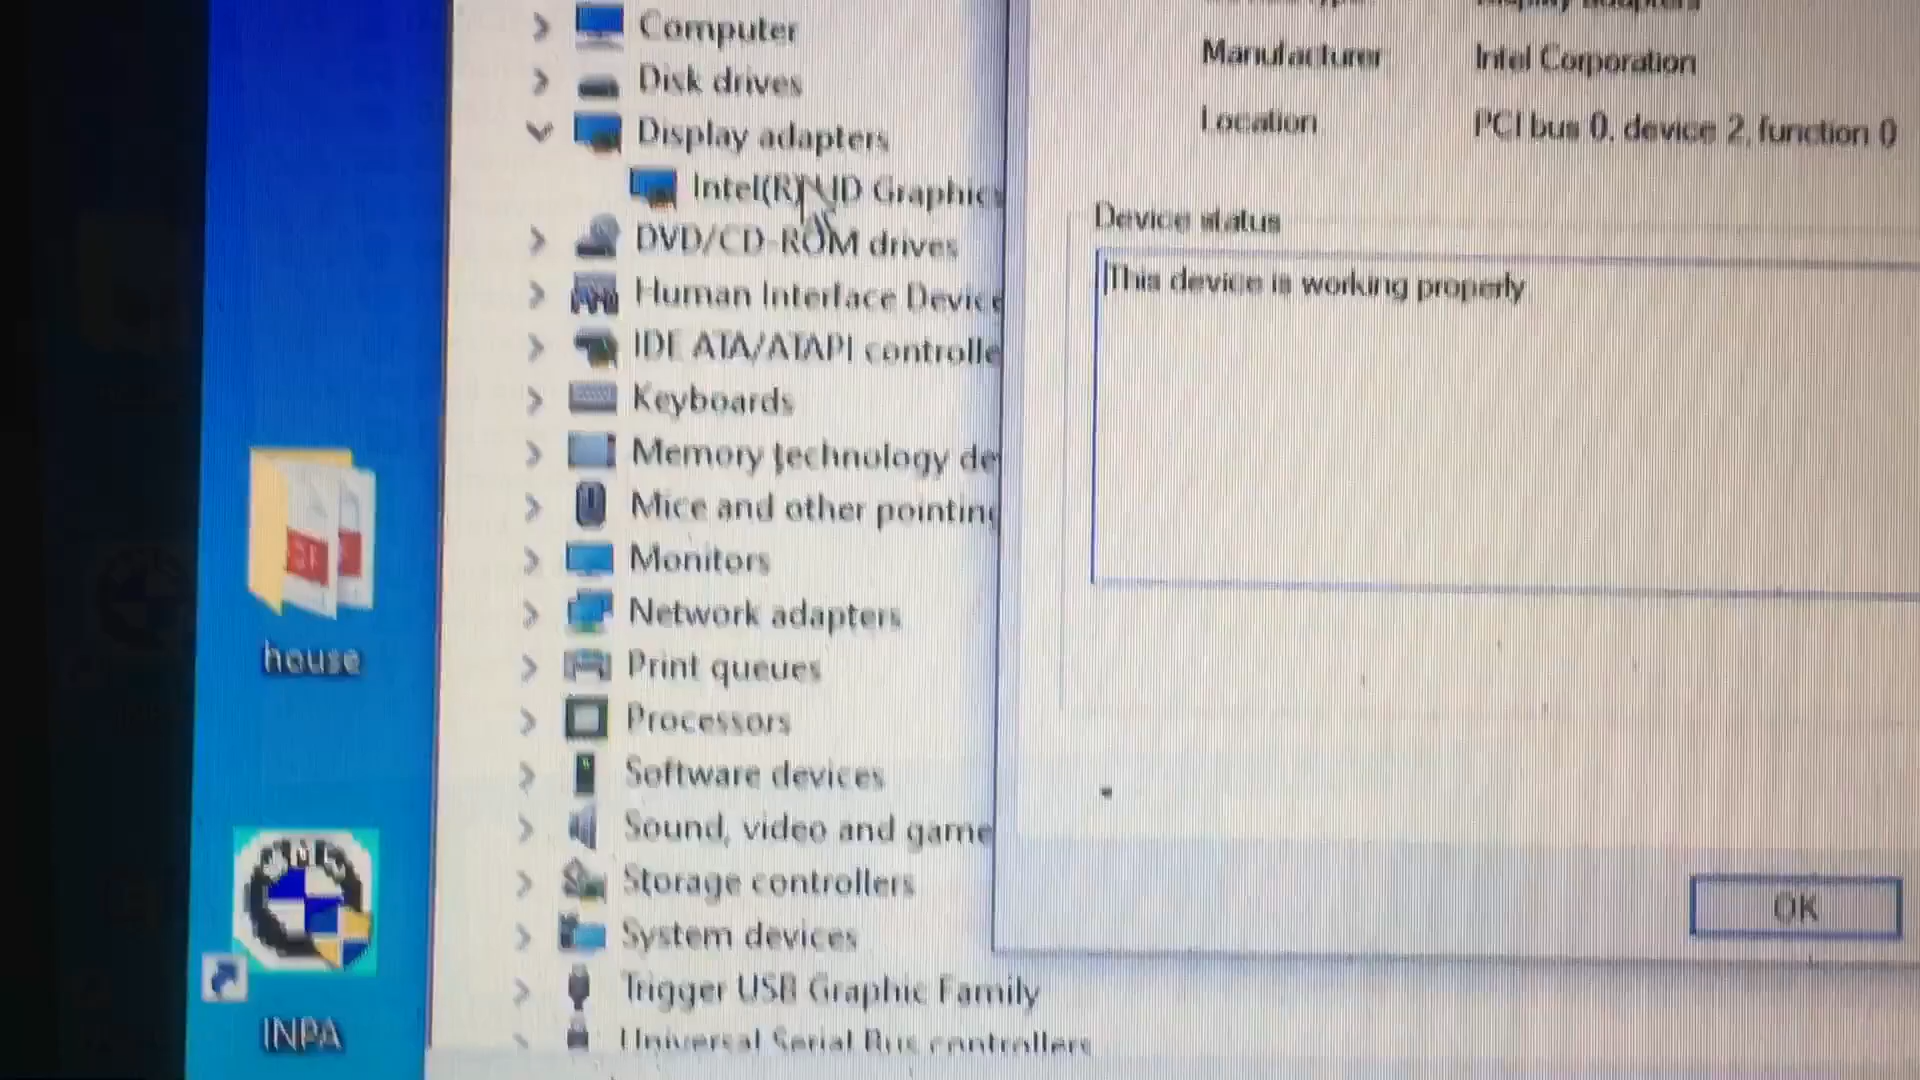 Computer
Disk drives
Display adapters
Intel(R) HD Graphics
DVD/CD-ROM drives
Human Interface Device
IDE ATA/ATAPI controlle
Keyboards
Memory technology de
Mice and other pointing
Monitors
Network adapters
Print queues
Processors
Software devices
Sound, video and game
Storage controllers
System devices
Trigger USB Graphic Family
Universal Serial Bus controllers
Display adapters
Manufacturer Intel Corporation
Location PCI bus 0, device 2, function 0
Device status
This device is working properly.
OK
house
INPA